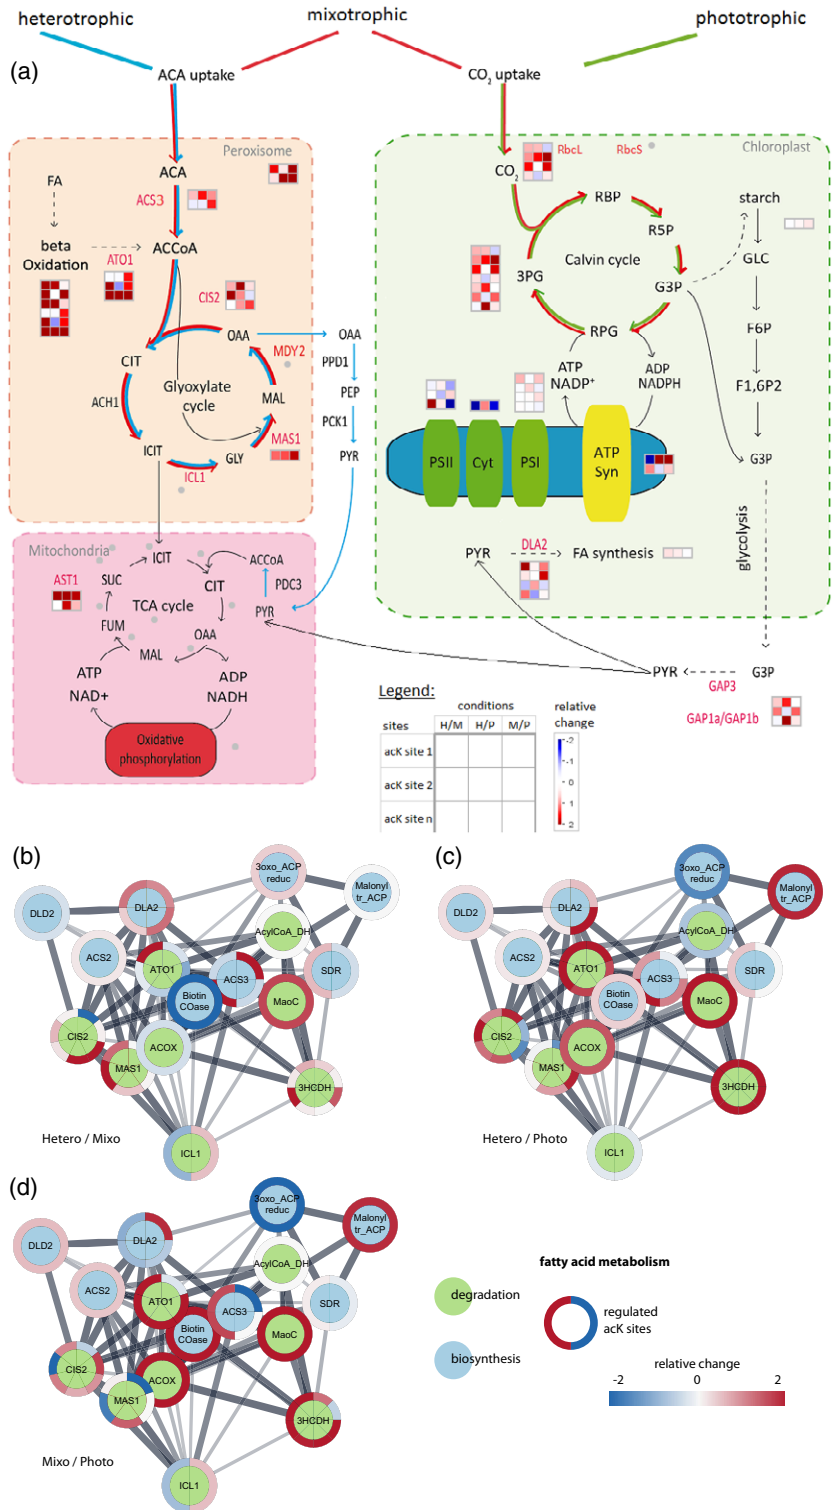 heterotrophic
mixotrophic
phototrophic
(a)
ACA uptake
CO2 uptake
Peroxisome
Chloroplast
FA
ACA
ACS3
beta
Oxidation
ATO1
ACCoA
CIS2
OAA
CIT
MDY2
Glyoxylate
cycle
ACH1
MAL
MAS1
ICIT
GLY
ICL1
OAA
PPD1
PEP
PCK1
PYR
RbcL
RbcS
CO2
RBP
R5P
Calvin cycle
3PG
G3P
RPG
ATP
NADP+
ADP
NADPH
starch
GLC
F6P
F1,6P2
G3P
PSII
Cyt
PSI
ATP
Syn
glycolysis
PYR
DLA2
FA synthesis
Mitochondria
AST1
ICIT
ACCoA
SUC
CIT
PDC3
TCA cycle
PYR
FUM
OAA
MAL
ATP
NAD+
ADP
NADH
Oxidative
phosphorylation
PYR
GAP3
G3P
GAP1a/GAP1b
Legend:
conditions
sites
H/M
H/P
M/P
acK site 1
acK site 2
acK site n
relative
change
-2
-1
0
1
2
(b)
3oxo_ACP
reduc
Malonyl
tr_ACP
DLD2
DLA2
AcylCoA_DH
ACS2
ATO1
ACS3
SDR
Biotin
COase
MaoC
CIS2
ACOX
MAS1
3HCDH
Hetero / Mixo
ICL1
(c)
3oxo_ACP
reduc
Malonyl
tr_ACP
DLD2
DLA2
AcylCoA_DH
ACS2
ATO1
ACS3
SDR
Biotin
COase
MaoC
CIS2
ACOX
MAS1
3HCDH
Hetero / Photo
ICL1
(d)
3oxo_ACP
reduc
Malonyl
tr_ACP
DLD2
DLA2
AcylCoA_DH
ACS2
ATO1
ACS3
SDR
Biotin
COase
MaoC
CIS2
ACOX
MAS1
3HCDH
Mixo / Photo
ICL1
fatty acid metabolism
degradation
biosynthesis
regulated
acK sites
relative change
-2
0
2